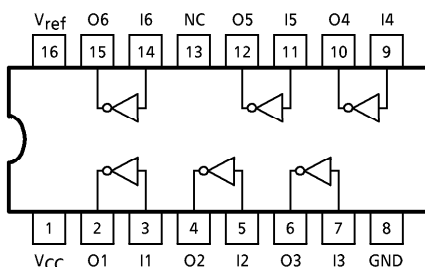 Vref O6 I6 NC O5 I5 O4 I4
16 15 14 13 12 11 10 9
1 2 3 4 5 6 7 8
VCC O1 I1 O2 I2 O3 I3 GND